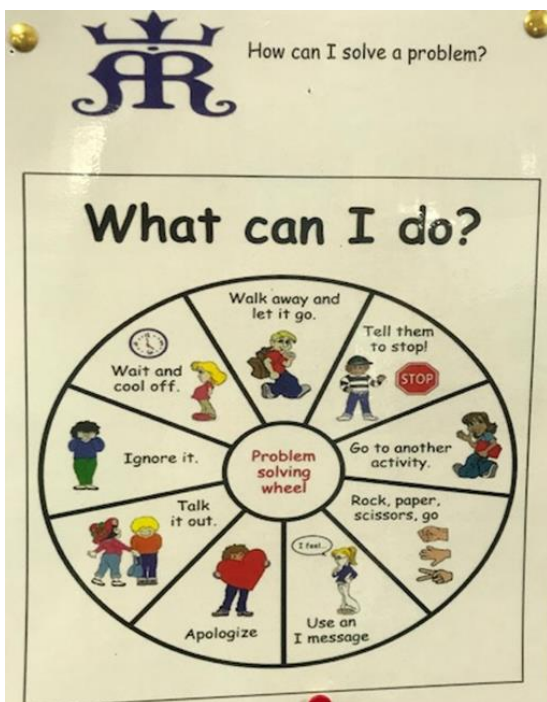 How can I solve a problem?
What can I do?
Walk away and
let it go.
Tell them
to stop!
STOP
Go to another
activity.
Rock, paper,
scissors, go
I feel...
Use an
I message
Apologize
Talk
it out.
Ignore it.
Wait and
cool off.
Problem
solving
wheel